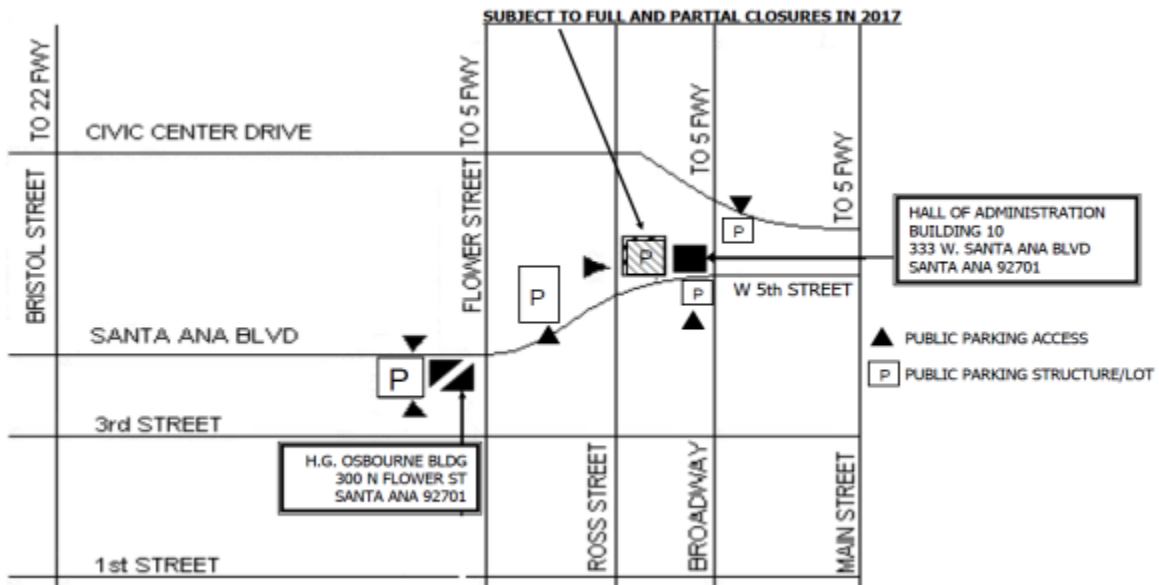 SUBJECT TO FULL AND PARTIAL CLOSURES IN 2017
TO 22 FWY
TO 5 FWY
TO 5 FWY
TO 5 FWY
CIVIC CENTER DRIVE
BRISTOL STREET
FLOWER STREET
P
HALL OF ADMINISTRATION
BUILDING 10
333 W. SANTA ANA BLVD
SANTA ANA 92701
P
P
P
W 5th STREET
SANTA ANA BLVD
PUBLIC PARKING ACCESS
P
P PUBLIC PARKING STRUCTURE/LOT
3rd STREET
H.G. OSBOURNE BLDG
300 N FLOWER ST
SANTA ANA 92701
ROSS STREET
BROADWAY
MAIN STREET
1st STREET